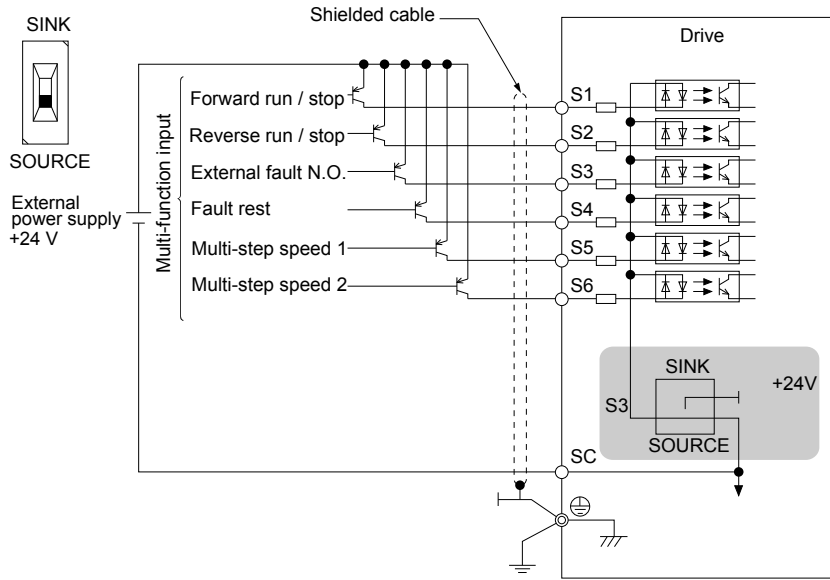 Shielded cable
SINK
Drive
SOURCE
External
power supply
+24 V
Multi-function input
Forward run / stop
Reverse run / stop
External fault N.O.
Fault rest
Multi-step speed 1
Multi-step speed 2
S1
S2
S3
S4
S5
S6
SINK
+24V
S3
SOURCE
SC